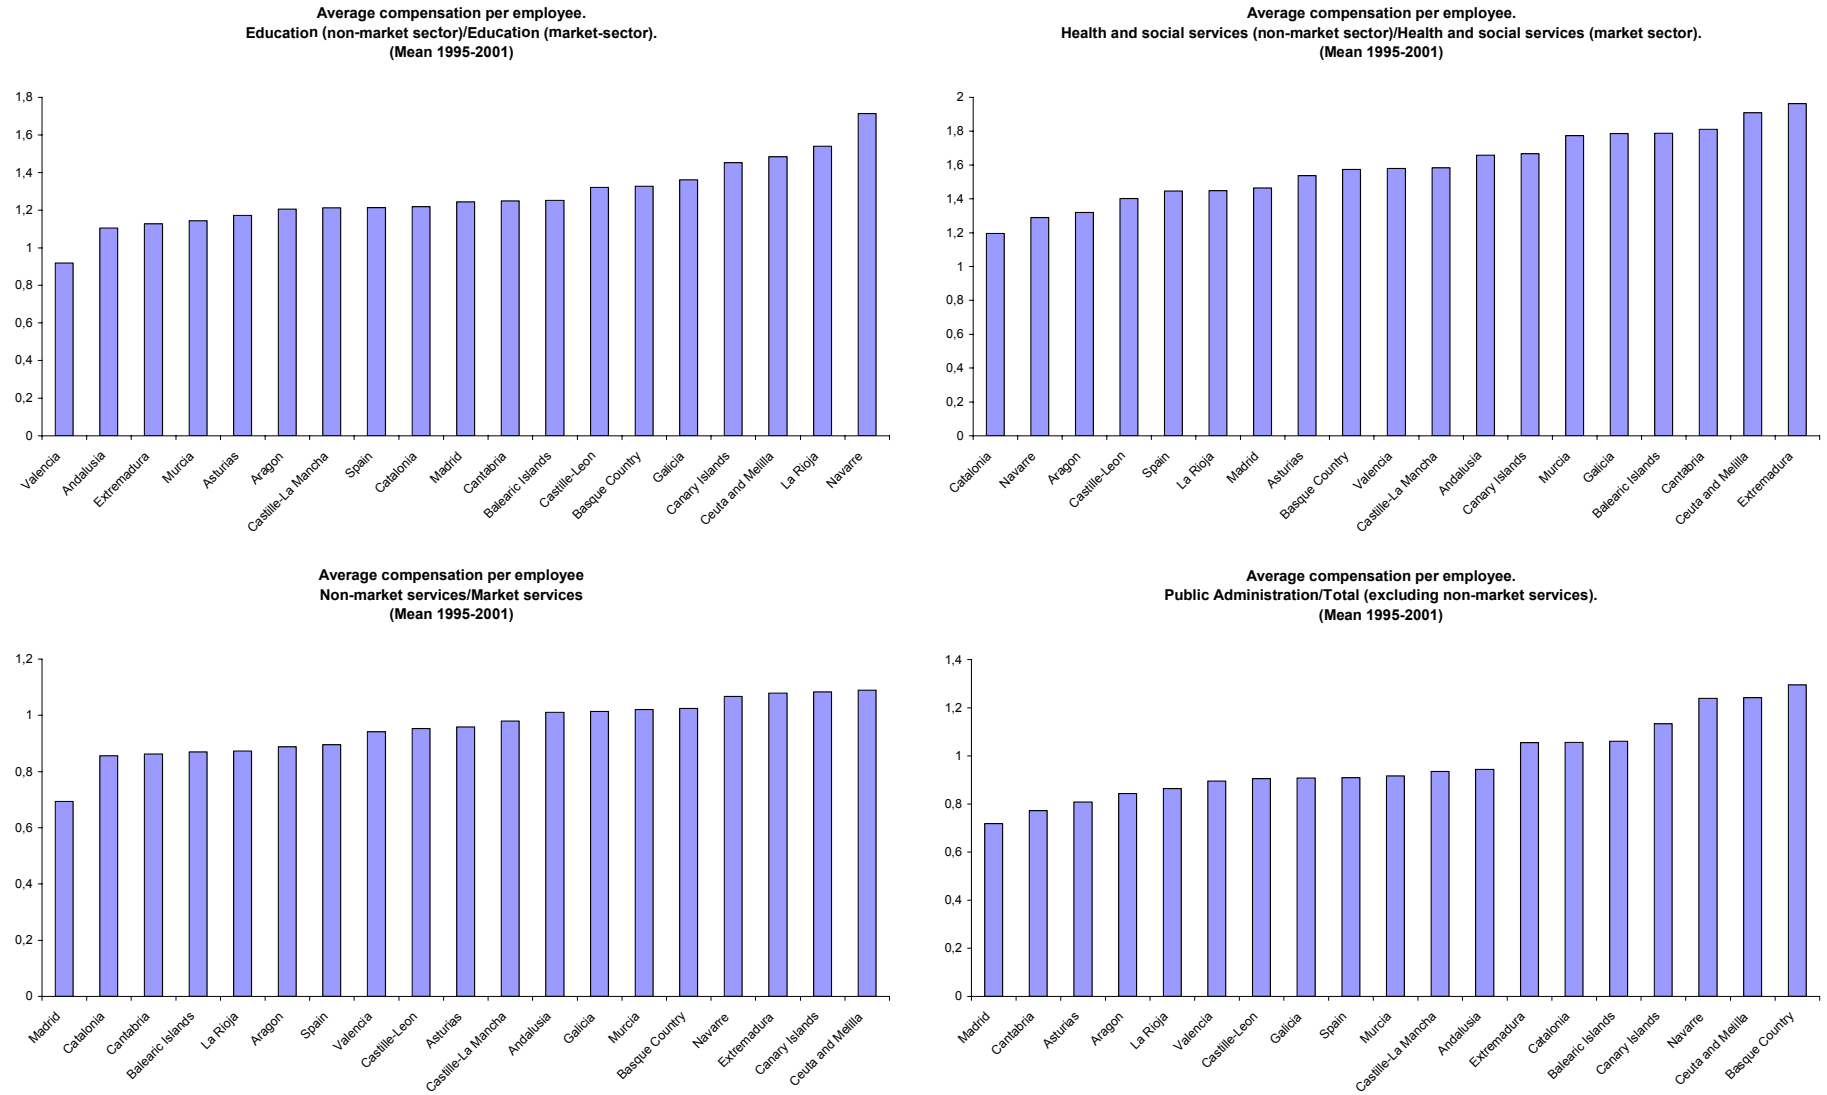 Average compensation per employee.
Education (non-market sector)/Education (market-sector).
(Mean 1995-2001)
1,8
1,6
1,4
1,2
1
0,8
0,6
0,4
0,2
0
Valencia
Andalusia
Extremadura
Murcia
Asturias
Aragon
Castille-La Mancha
Spain
Catalonia
Madrid
Cantabria
Balearic Islands
Castille-Leon
Basque Country
Galicia
Canary Islands
Ceuta and Melilla
La Rioja
Navarre
Average compensation per employee.
Health and social services (non-market sector)/Health and social services (market sector).
(Mean 1995-2001)
2
1,8
1,6
1,4
1,2
1
0,8
0,6
0,4
0,2
0
Catalonia
Navarre
Aragon
Castille-Leon
Spain
La Rioja
Madrid
Asturias
Basque Country
Valencia
Castille-La Mancha
Andalusia
Canary Islands
Murcia
Galicia
Balearic Islands
Cantabria
Ceuta and Melilla
Extremadura
Average compensation per employee
Non-market services/Market services
(Mean 1995-2001)
1,2
1
0,8
0,6
0,4
0,2
0
Madrid
Catalonia
Cantabria
Balearic Islands
La Rioja
Aragon
Spain
Valencia
Castille-Leon
Asturias
Castille-La Mancha
Andalusia
Galicia
Murcia
Basque Country
Navarre
Extremadura
Canary Islands
Ceuta and Melilla
Average compensation per employee.
Public Administration/Total (excluding non-market services).
(Mean 1995-2001)
1,4
1,2
1
0,8
0,6
0,4
0,2
0
Madrid
Cantabria
Asturias
Aragon
La Rioja
Valencia
Castille-Leon
Galicia
Spain
Murcia
Castille-La Mancha
Andalusia
Extremadura
Catalonia
Balearic Islands
Canary Islands
Navarre
Ceuta and Melilla
Basque Country